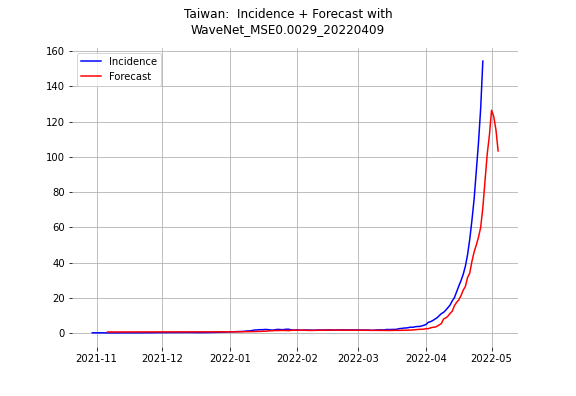 Taiwan:  Incidence + Forecast with
WaveNet_MSE0.0029_20220409
160
Incidence
Forecast
140
120
100
80
60
40
20
0
2021-11 2021-12 2022-01 2022-02 2022-03 2022-04 2022-05